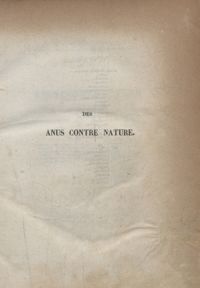 DES
ANUS CONTRE NATURE.